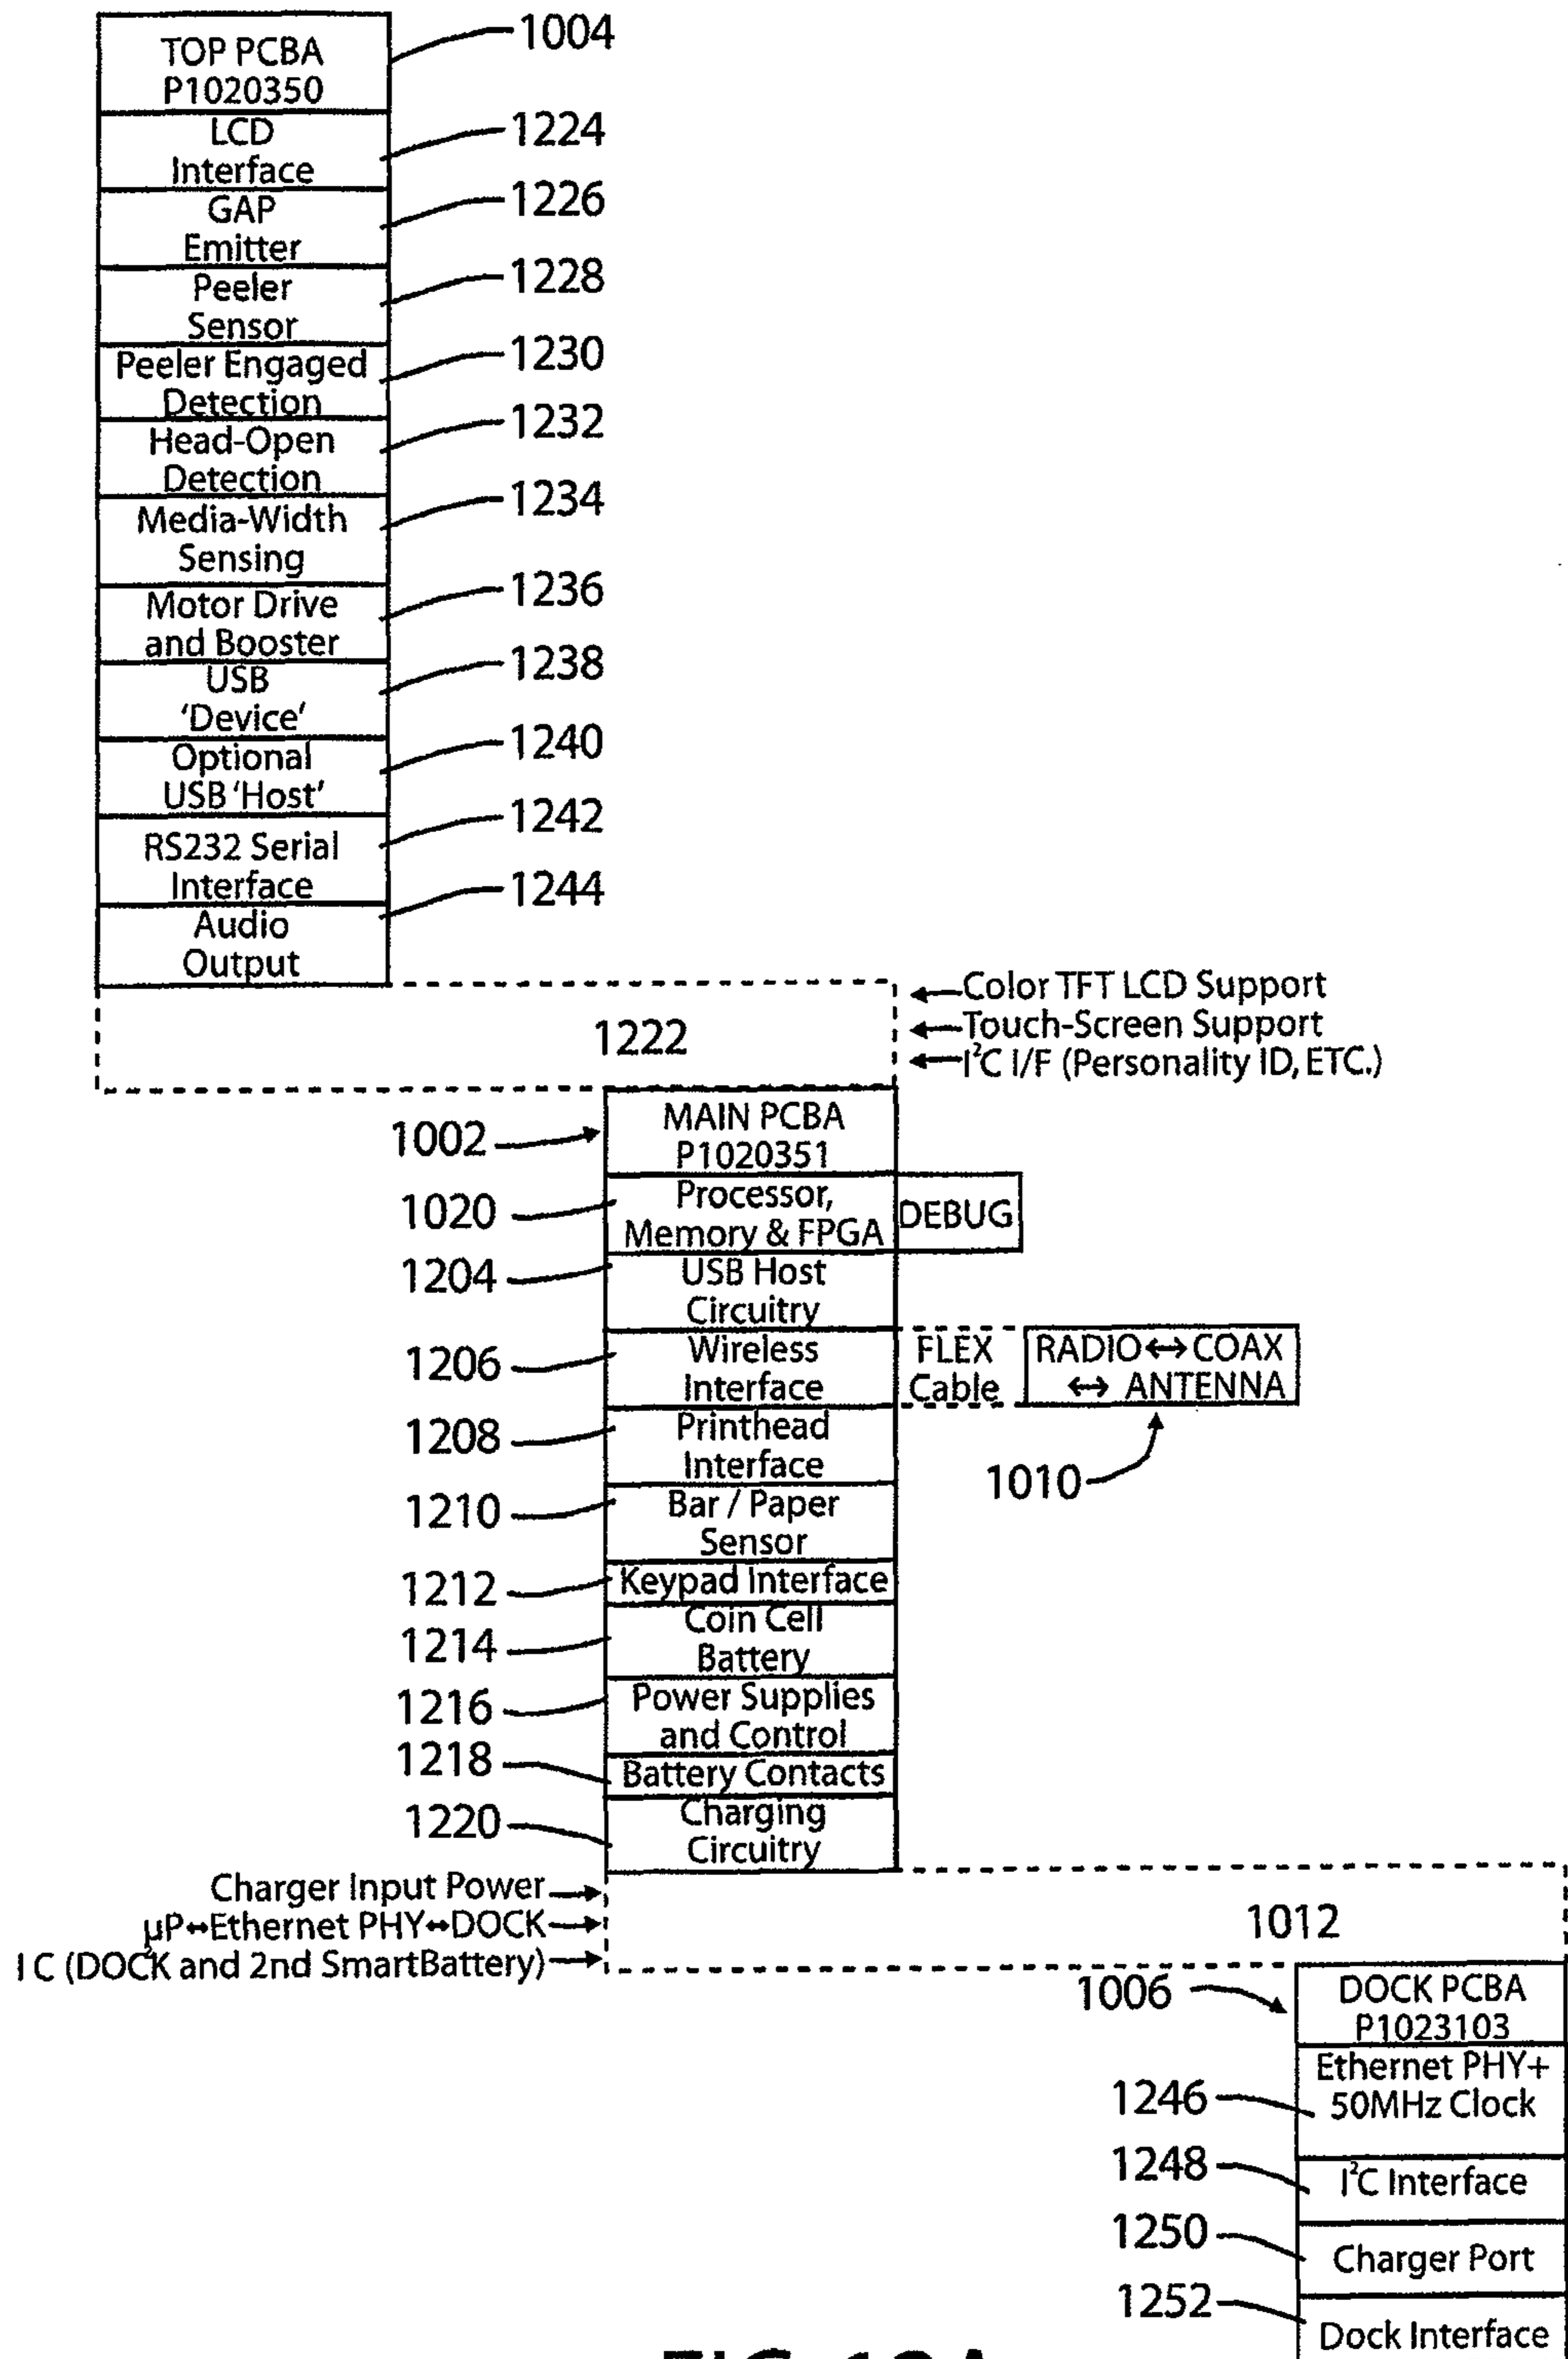 TOP PCBA
P1020350
1004
LCD
Interface
1224
GAP
Emitter
1226
Peeler
Sensor
1228
Peeler Engaged
Detection
1230
Head-Open
Detection
1232
Media-Width
Sensing
1234
Motor Drive
and Booster
1236
USB
'Device'
1238
Optional
USB 'Host'
1240
RS232 Serial
Interface
1242
Audio
Output
1244
1222
Color TFT LCD Support
Touch-Screen Support
I²C I/F (Personality ID, ETC.)
1002
MAIN PCBA
P1020351
1020
Processor,
Memory & FPGA
DEBUG
1204
USB Host
Circuitry
1206
Wireless
Interface
FLEX
Cable
RADIO↔COAX
↔ ANTENNA
1010
1208
Printhead
Interface
1210
Bar / Paper
Sensor
1212
Keypad Interface
1214
Coin Cell
Battery
1216
Power Supplies
and Control
1218
Battery Contacts
1220
Charging
Circuitry
Charger Input Power
µP↔Ethernet PHY↔DOCK
I²C (DOCK and 2nd SmartBattery)
1012
1006
DOCK PCBA
P1023103
1246
Ethernet PHY+
50MHz Clock
1248
I²C Interface
1250
Charger Port
1252
Dock Interface